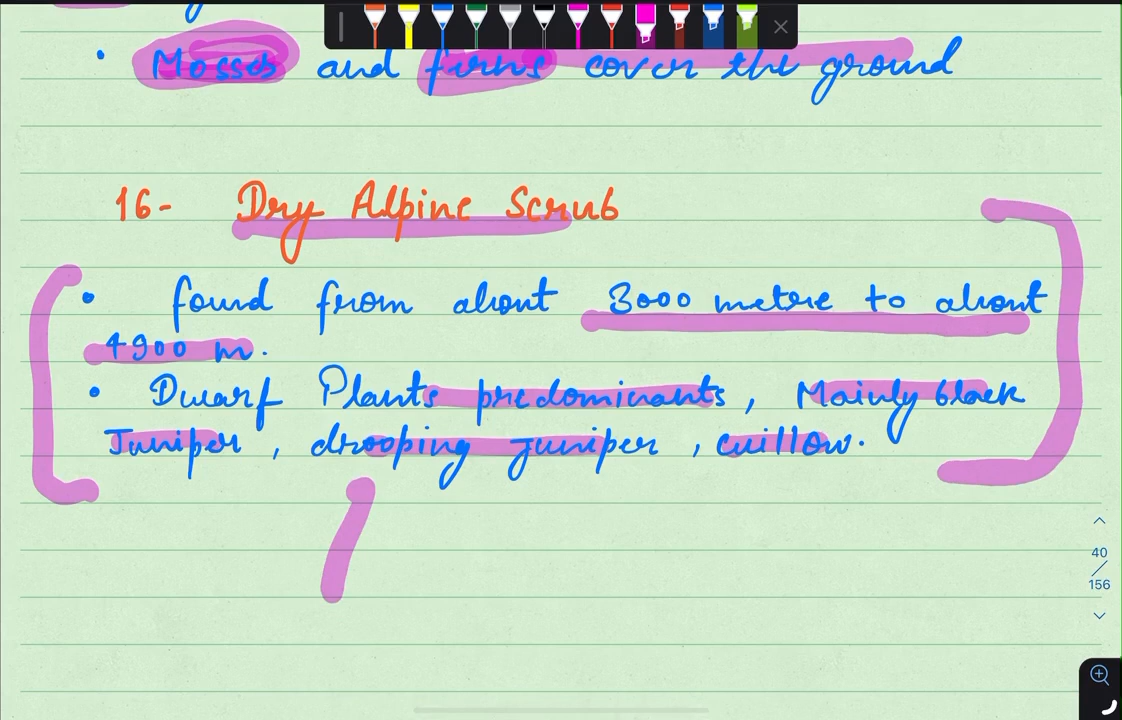 • Mosses and ferns cover the ground
16- Dry Alpine Scrub
• found from about 3000 metre to about
4900 m.
• Dwarf Plants predominants, Mainly black
Juniper, drooping juniper, willow.
40
156